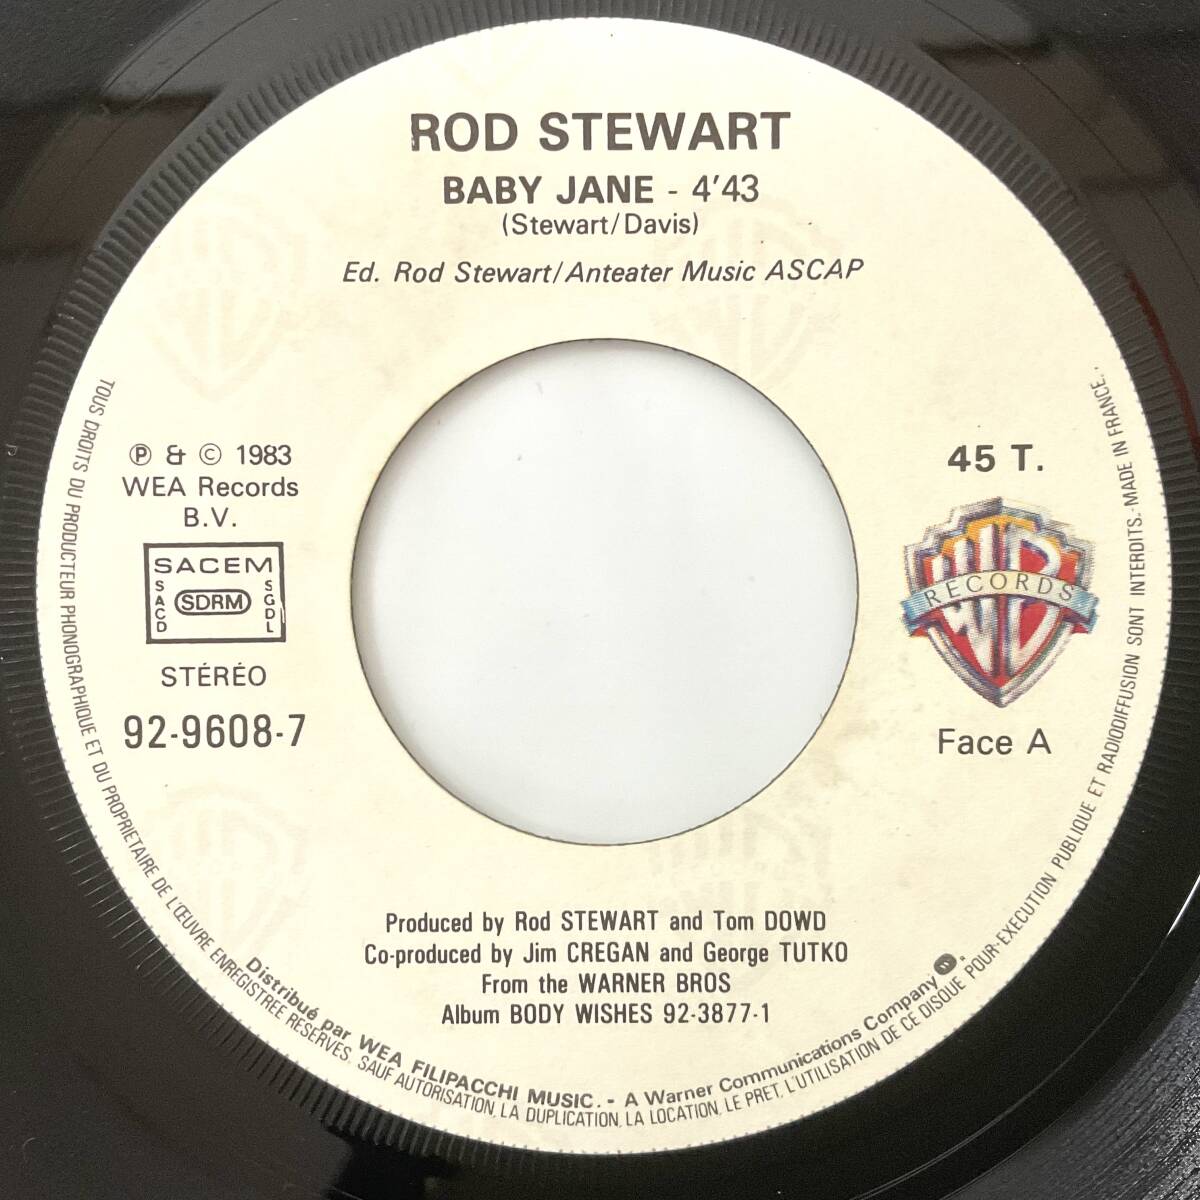 ROD STEWART
BABY JANE - 4'43
(Stewart/Davis)
Ed. Rod Stewart/Anteater Music ASCAP
Ⓟ & © 1983
WEA Records
B.V.
SACEM
SACD
SDRM
SGDL
STÉRÉO
92-9608-7
45 T.
WB
RECORDS
Face A
Produced by Rod STEWART and Tom DOWD
Co-produced by Jim CREGAN and George TUTKO
From the WARNER BROS
Album BODY WISHES 92-3877-1
Distribué par WEA FILIPACCHI MUSIC. - A Warner Communications Company
TOUS DROITS DU PRODUCTEUR PHONOGRAPHIQUE ET DU PROPRIETAIRE DE L'ŒUVRE ENREGISTREE RESERVES. SAUF AUTORISATION, LA DUPLICATION, LA LOCATION, LE PRET, L'UTILISATION DE CE DISQUE POUR EXECUTION PUBLIQUE ET RADIODIFFUSION SONT INTERDITS. MADE IN FRANCE.